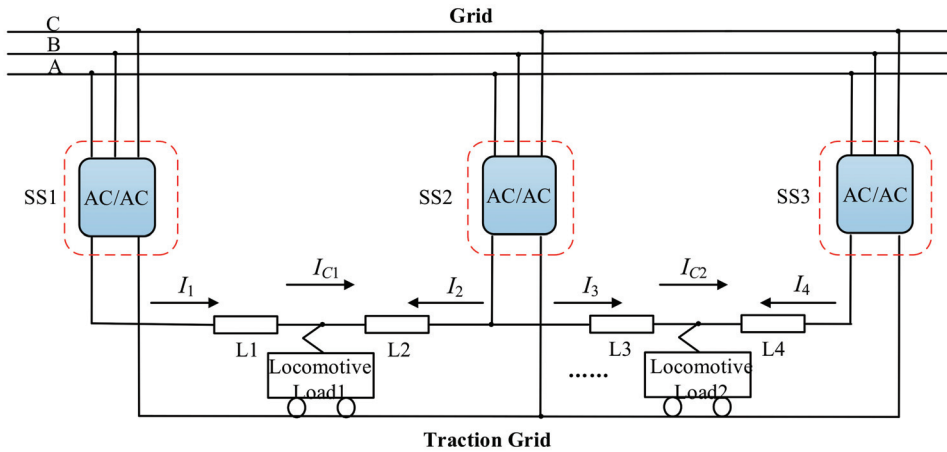 Grid
C
B
A
SS1
AC/AC
SS2
AC/AC
SS3
AC/AC
I1
IC1
I2
I3
IC2
I4
L1
L2
L3
L4
Locomotive
Load1
......
Locomotive
Load2
Traction Grid